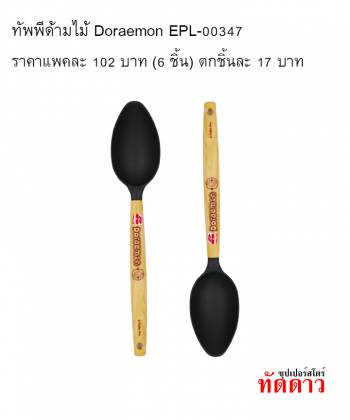 ทัพพีด้ามไม้ Doraemon EPL-00347
ราคาแพคละ 102 บาท (6 ชิ้น) ตกชิ้นละ 17 บาท
Doraemon
Doraemon
ซุปเปอร์สโตร์
ทัดดาว